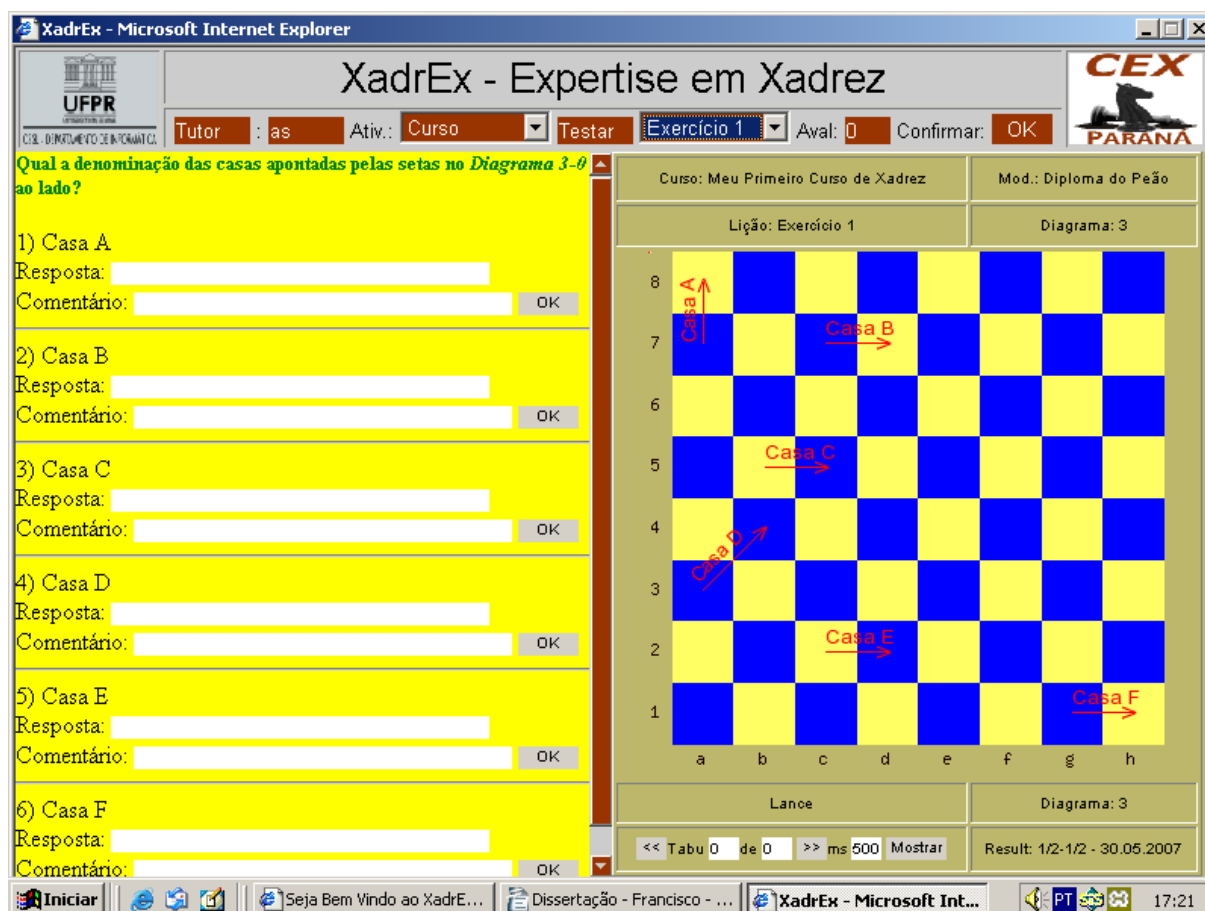 XadrEx - Microsoft Internet Explorer
UFPR
XadrEx - Expertise em Xadrez
CEX
PARANÁ
Tutor : as Ativ.: Curso Testar Exercício 1 Aval: 0 Confirmar: OK
Qual a denominação das casas apontadas pelas setas no Diagrama 3-0
ao lado?
1) Casa A
Resposta:
Comentário: OK
2) Casa B
Resposta:
Comentário: OK
3) Casa C
Resposta:
Comentário: OK
4) Casa D
Resposta:
Comentário: OK
5) Casa E
Resposta:
Comentário: OK
6) Casa F
Resposta:
Comentário: OK
Curso: Meu Primeiro Curso de Xadrez Mod.: Diploma do Peão
Lição: Exercício 1 Diagrama: 3
8 Casa A
7 Casa B
6
5 Casa C
4
3 Casa D
2 Casa E
1 Casa F
a b c d e f g h
Lance Diagrama: 3
<< Tabu 0 de 0 >> ms 500 Mostrar Result: 1/2-1/2 - 30.05.2007
Iniciar Seja Bem Vindo ao XadrE... Dissertação - Francisco - ... XadrEx - Microsoft Int... PT 17:21